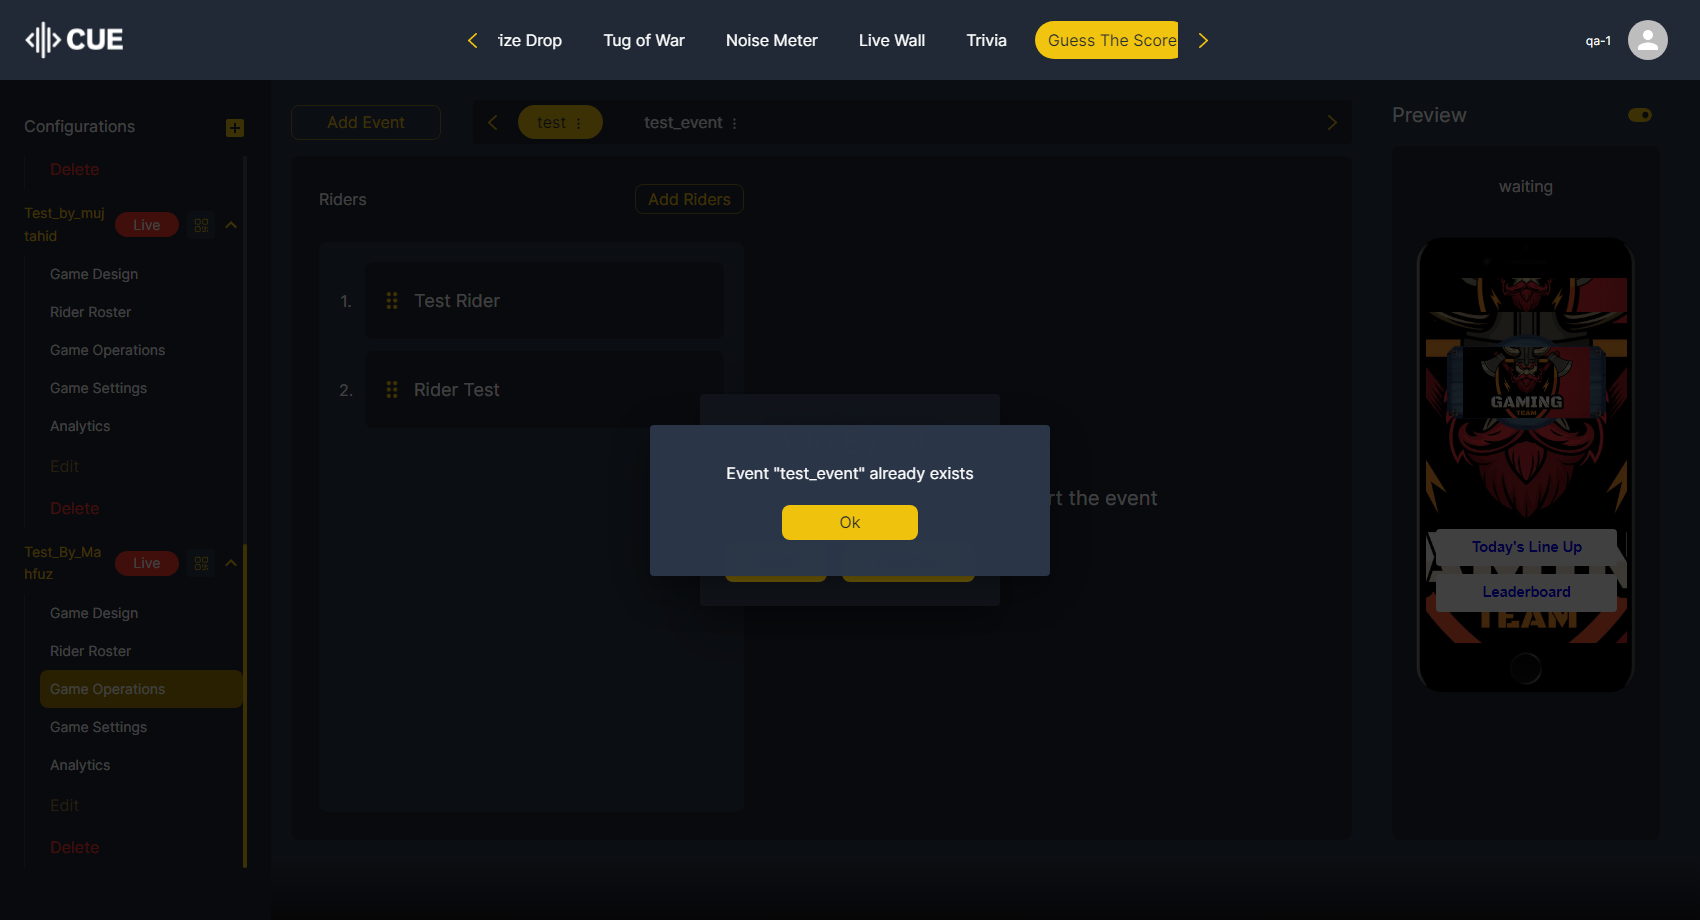 CUE
ize Drop
Tug of War
Noise Meter
Live Wall
Trivia
Guess The Score
qa-1
Configurations
Delete
Test_by_muj
tahid
Live
Game Design
Rider Roster
Game Operations
Game Settings
Analytics
Edit
Delete
Test_By_Ma
hfuz
Live
Game Design
Rider Roster
Game Operations
Game Settings
Analytics
Edit
Delete
Add Event
test
test_event
Riders
Add Riders
1.
Test Rider
2.
Rider Test
rt the event
Event "test_event" already exists
Ok
Preview
waiting
GAMING
TEAM
Today's Line Up
Leaderboard
TEAM